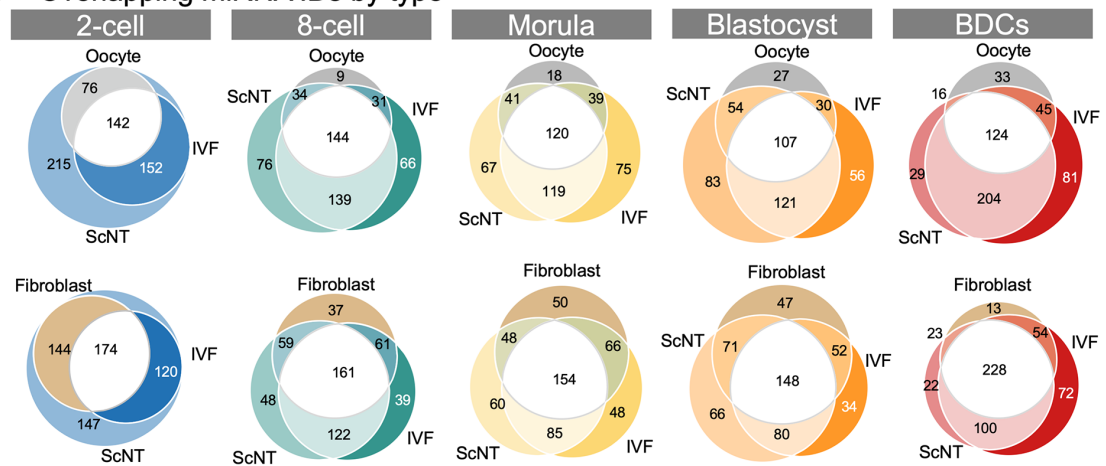 Overlapping miRNA RBS by type
2-cell
8-cell
Morula
Blastocyst
BDCs
Oocyte
76
142
215
152
IVF
ScNT
Oocyte
9
ScNT
34
31
IVF
144
76
66
139
Oocyte
18
41
39
120
67
75
119
ScNT
IVF
Oocyte
27
ScNT
54
30
IVF
107
83
56
121
Oocyte
33
16
45
IVF
124
29
81
204
ScNT
Fibroblast
144
174
IVF
120
147
ScNT
Fibroblast
37
59
61
161
48
39
122
IVF
ScNT
Fibroblast
50
48
66
154
60
48
85
ScNT
IVF
Fibroblast
47
ScNT
71
52
IVF
148
66
34
80
Fibroblast
13
23
54
IVF
228
22
72
100
ScNT